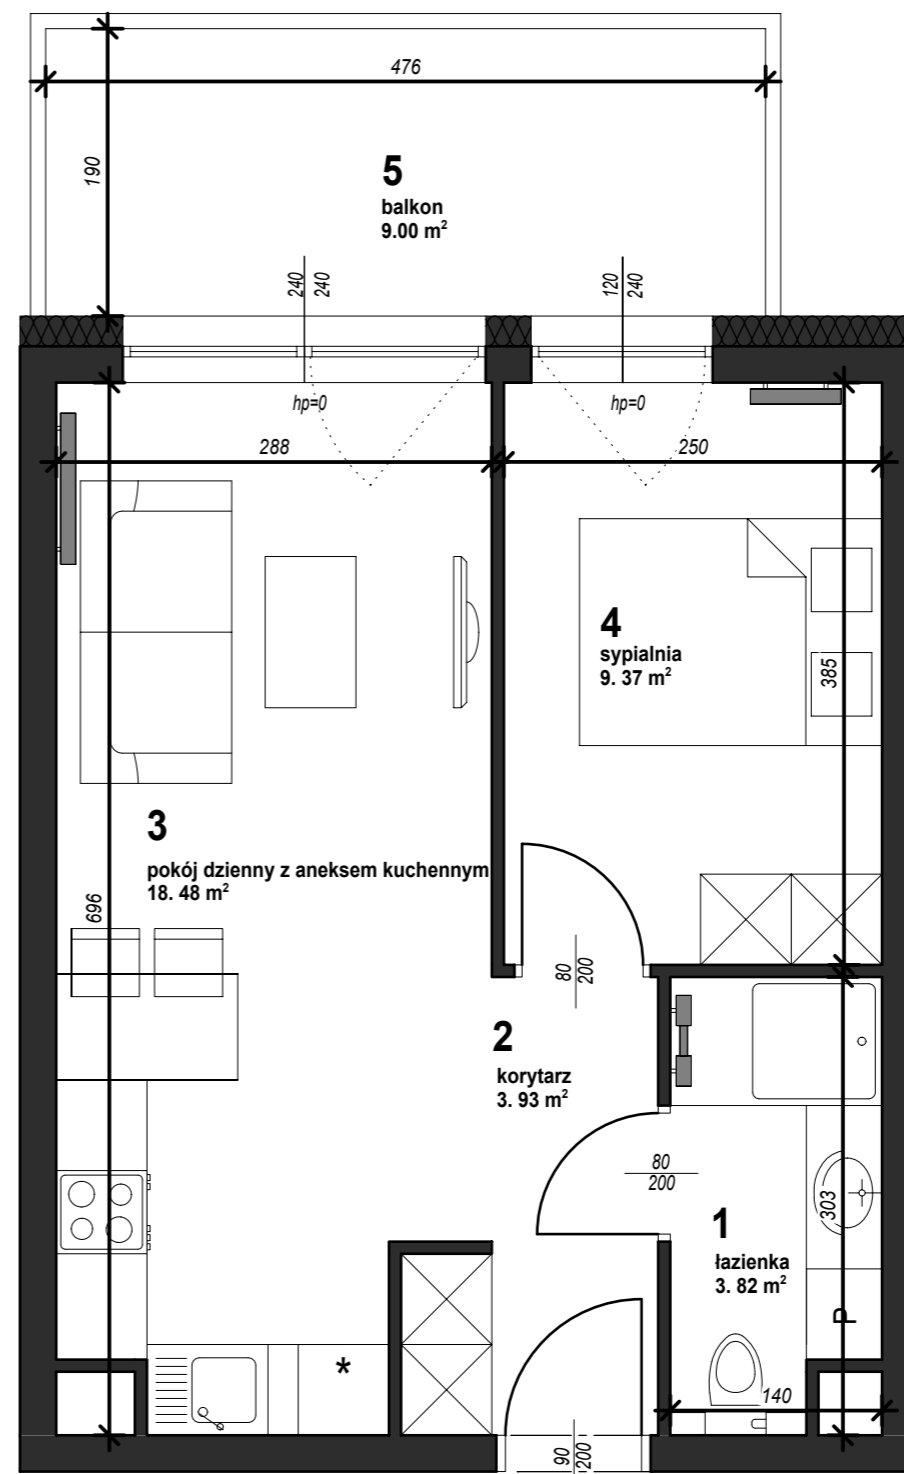 476
190
5
balkon
9.00 m²
240
240
120
240
hp=0
hp=0
288
250
4
sypialnia
9. 37 m²
385
3
pokój dzienny z aneksem kuchennym
18. 48 m²
696
80
200
2
korytarz
3. 93 m²
80
200
303
1
łazienka
3. 82 m²
P
*
140
90
200